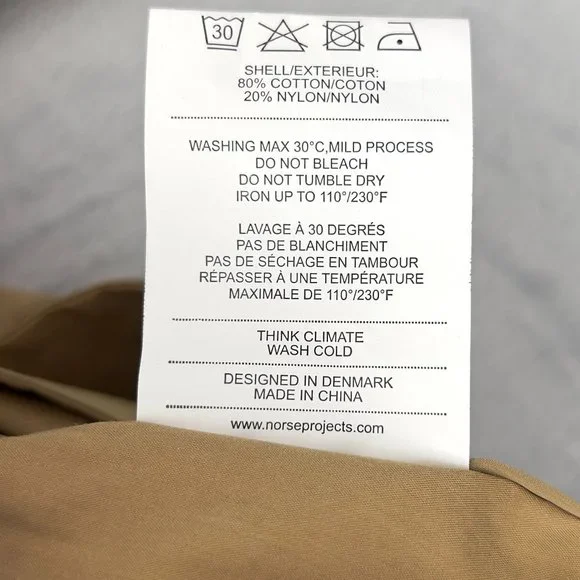 30
SHELL/EXTERIEUR:
80% COTTON/COTON
20% NYLON/NYLON
WASHING MAX 30°C,MILD PROCESS
DO NOT BLEACH
DO NOT TUMBLE DRY
IRON UP TO 110°/230°F
LAVAGE À 30 DEGRÉS
PAS DE BLANCHIMENT
PAS DE SÉCHAGE EN TAMBOUR
RÉPASSER À UNE TEMPÉRATURE
MAXIMALE DE 110°/230°F
THINK CLIMATE
WASH COLD
DESIGNED IN DENMARK
MADE IN CHINA
www.norseprojects.com